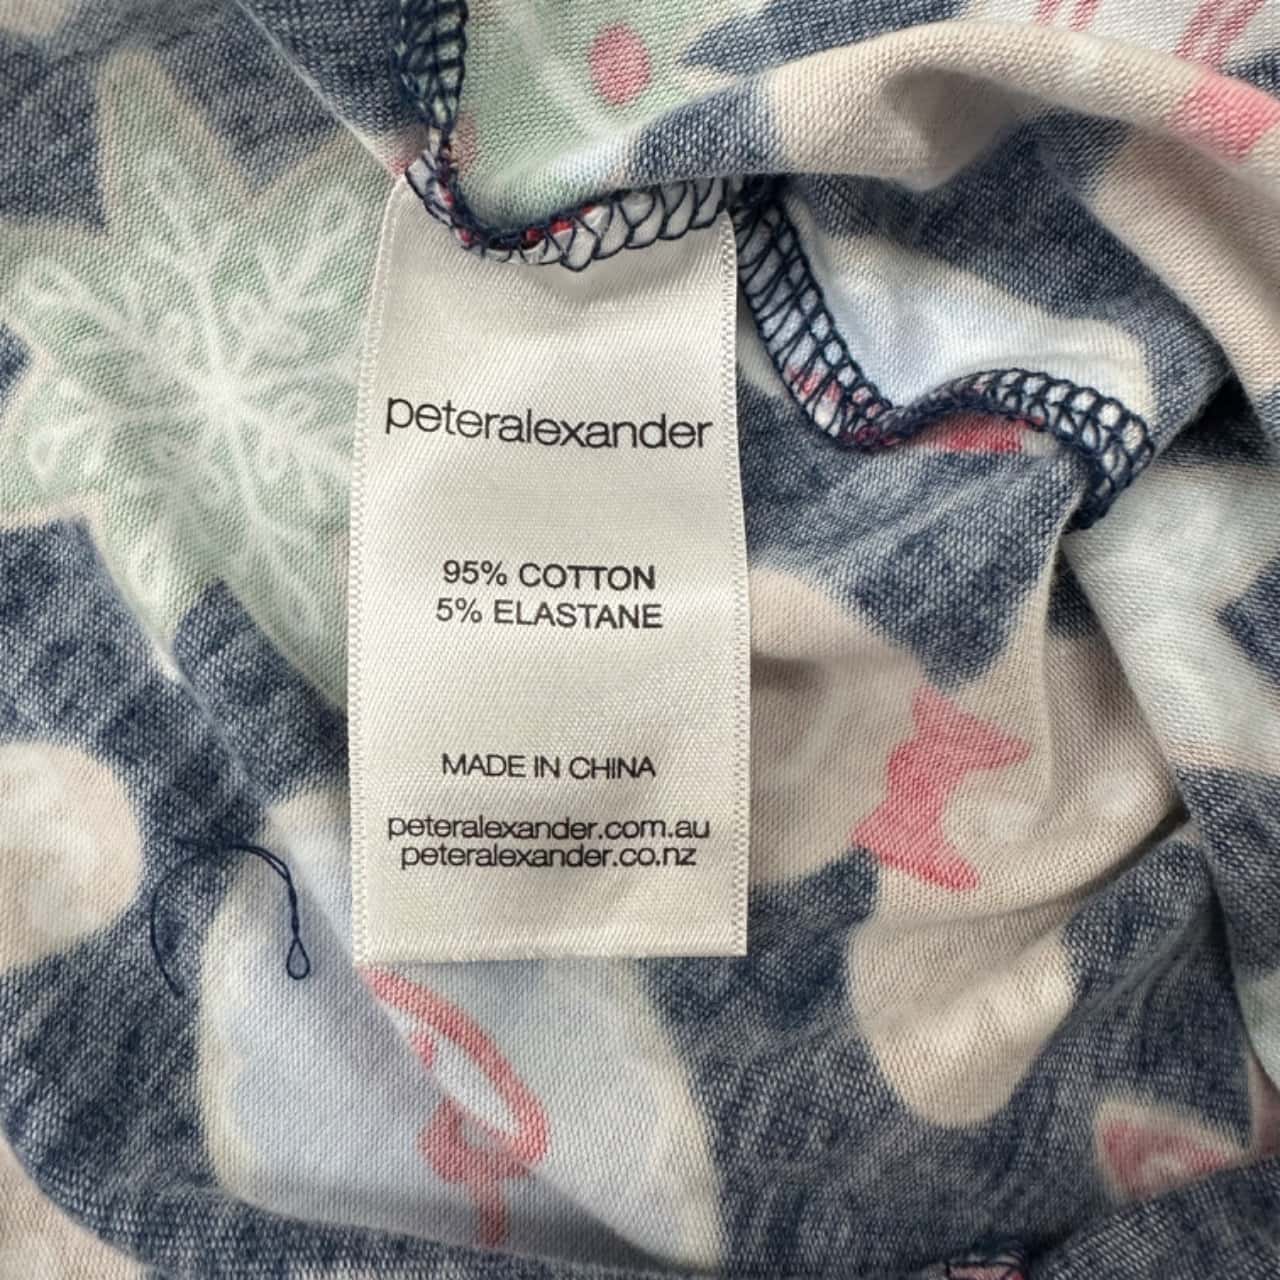 peteralexander
95% COTTON
5% ELASTANE
MADE IN CHINA
peteralexander.com.au
peteralexander.co.nz